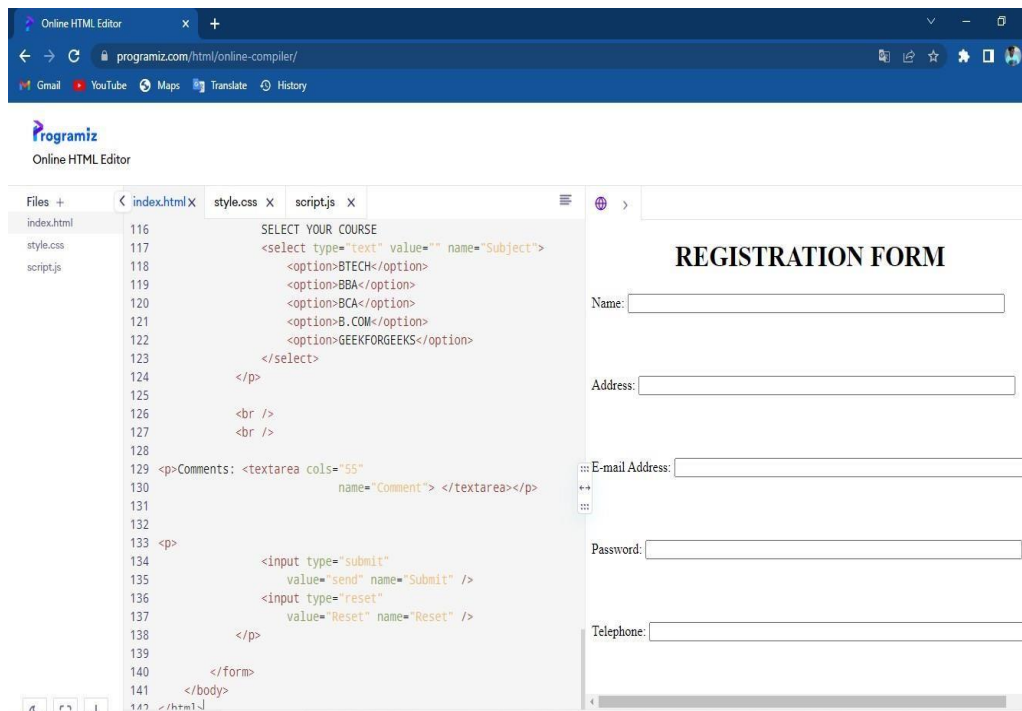 Online HTML Editor
programiz.com/html/online-compiler/
Gmail YouTube Maps Translate History
Programiz
Online HTML Editor
Files
index.html
style.css
script.js
index.html style.css script.js
116 SELECT YOUR COURSE
117 <select type="text" value="" name="Subject">
118 <option>BTECH</option>
119 <option>BBA</option>
120 <option>BCA</option>
121 <option>B.COM</option>
122 <option>GEEKFORGEEKS</option>
123 </select>
124 </p>
125
126 <br />
127 <br />
128
129 <p>Comments: <textarea cols="55"
130 name="Comment"> </textarea></p>
131
132
133 <p>
134 <input type="submit"
135 value="send" name="Submit" />
136 <input type="reset"
137 value="Reset" name="Reset" />
138 </p>
139
140 </form>
141 </body>
142 </html>
REGISTRATION FORM
Name:
Address:
E-mail Address:
Password:
Telephone: